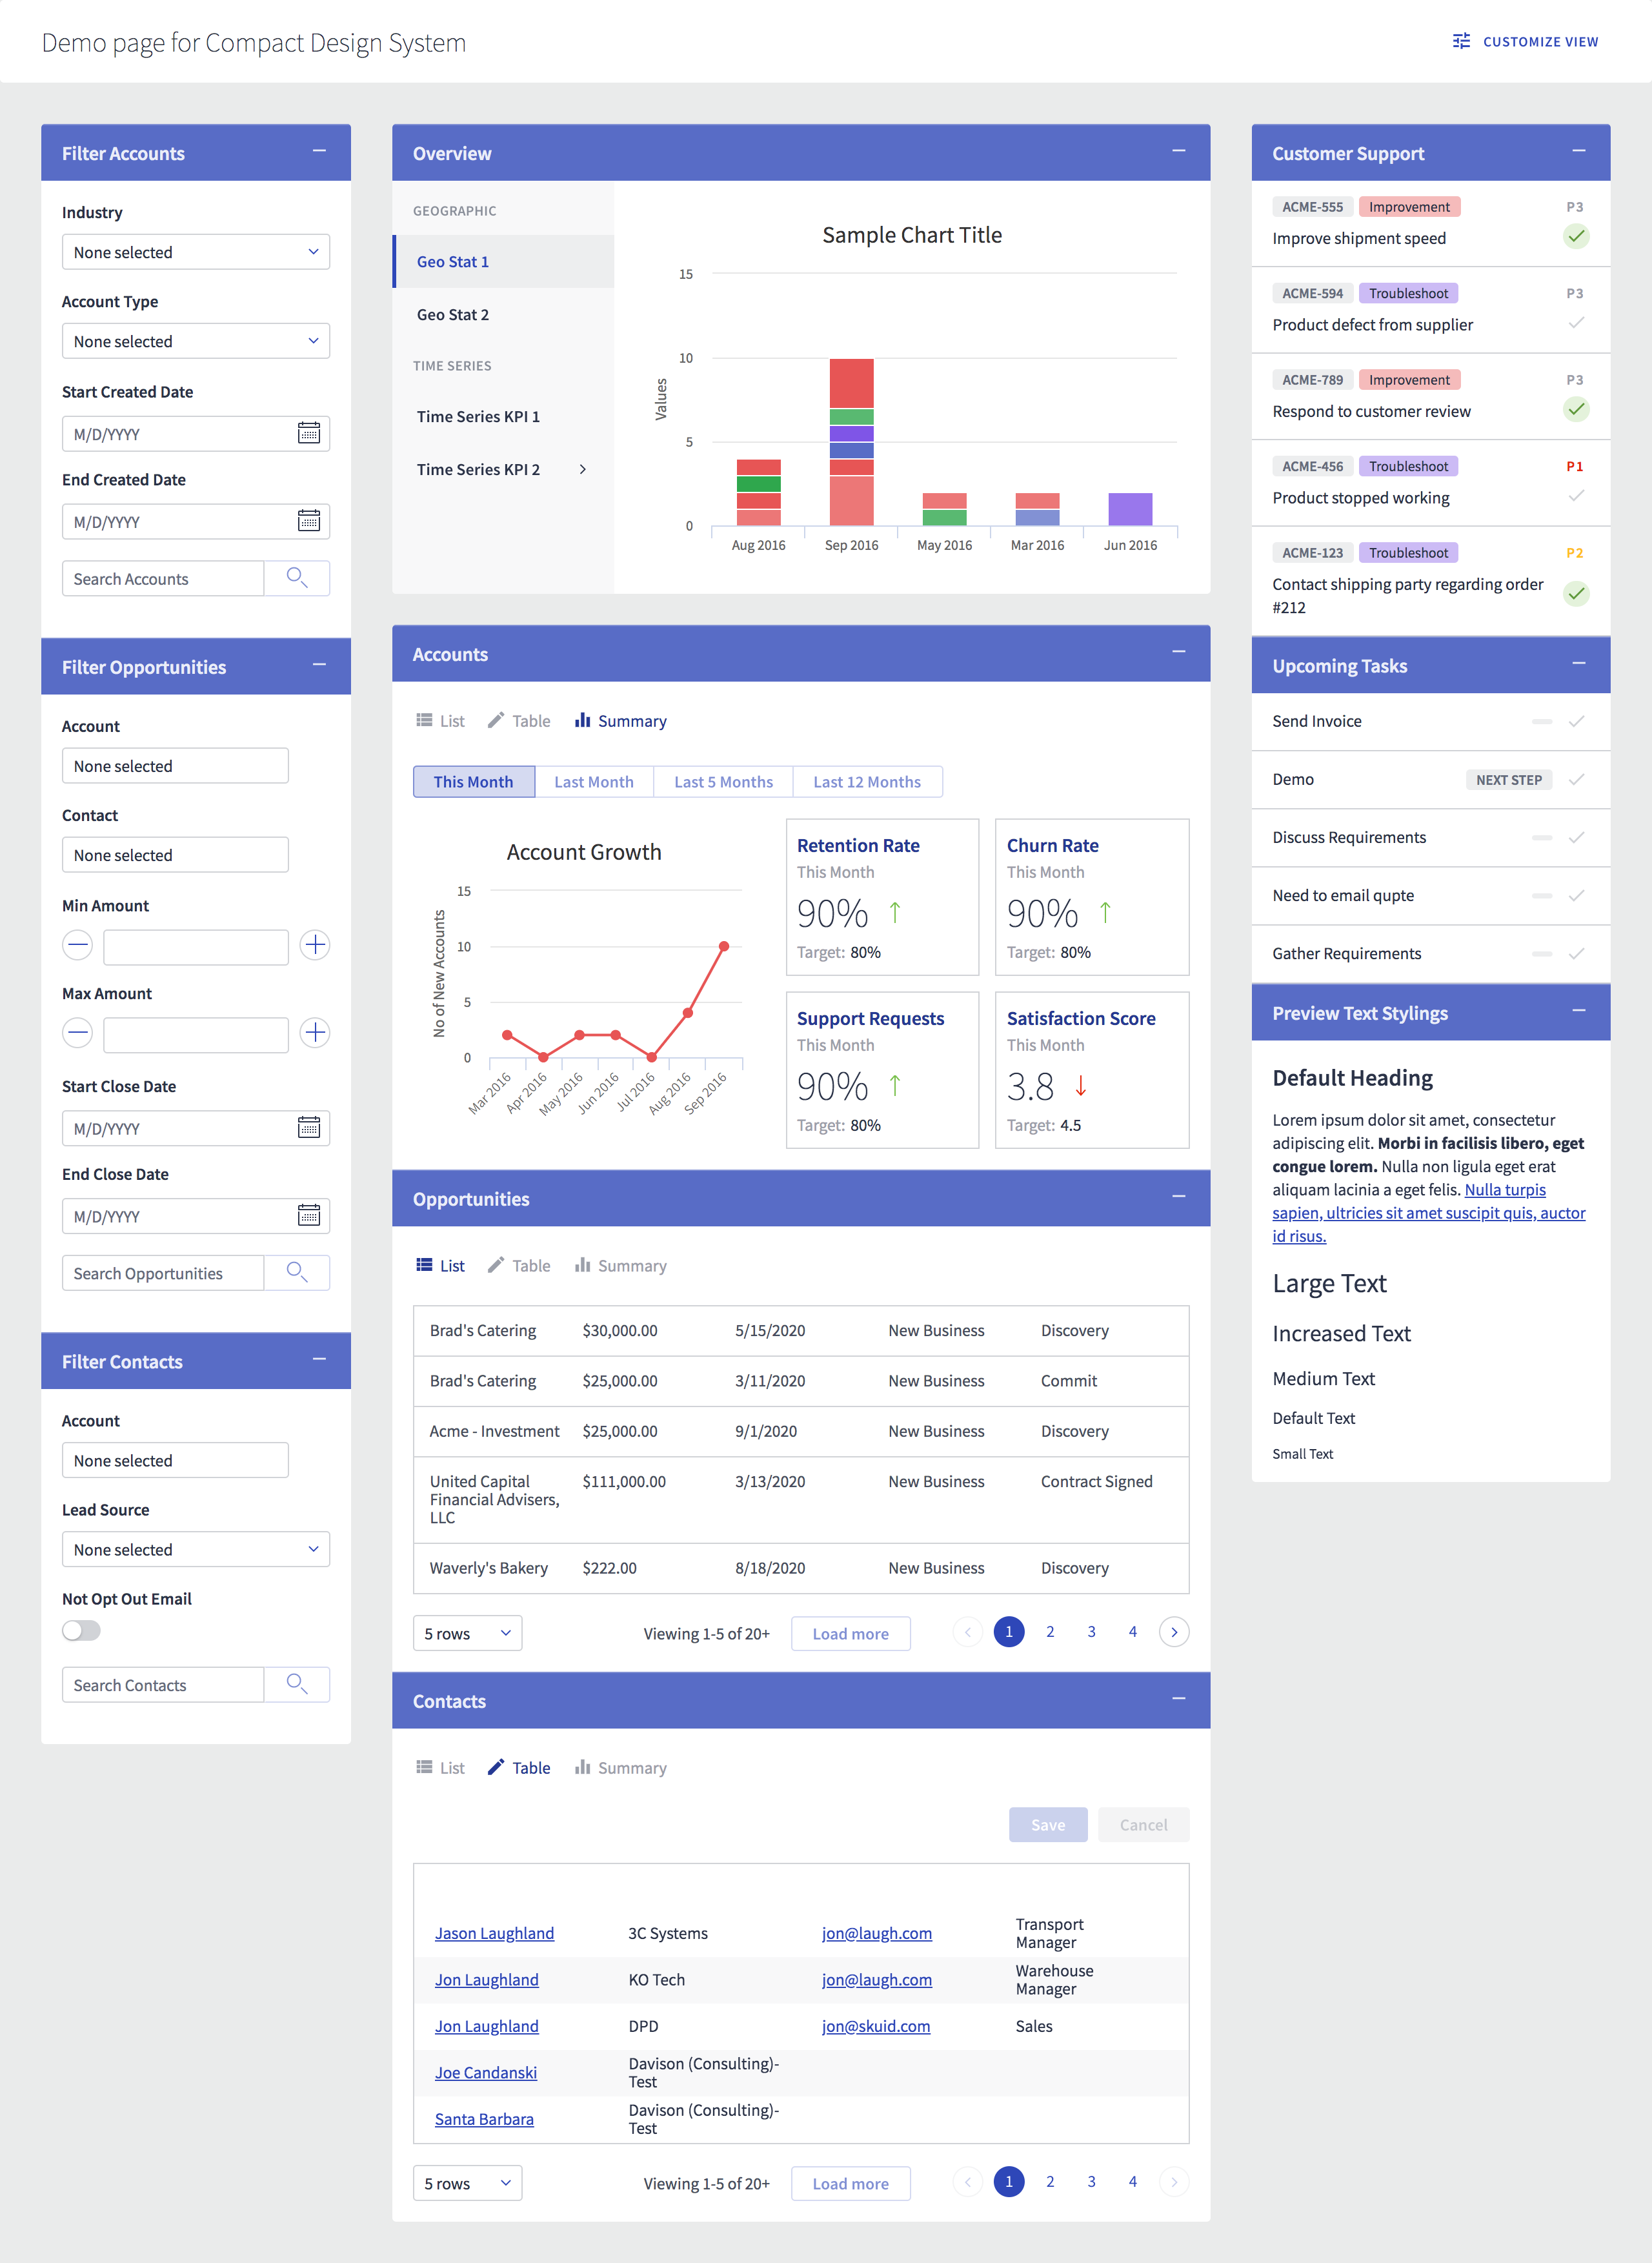 Demo page for Compact Design System
CUSTOMIZE VIEW
Filter Accounts
Industry
None selected
Account Type
None selected
Start Created Date
M/D/YYYY
End Created Date
M/D/YYYY
Search Accounts
Filter Opportunities
Account
None selected
Contact
None selected
Min Amount
Max Amount
Start Close Date
M/D/YYYY
End Close Date
M/D/YYYY
Search Opportunities
Filter Contacts
Account
None selected
Lead Source
None selected
Not Opt Out Email
Search Contacts
Overview
GEOGRAPHIC
Geo Stat 1
Geo Stat 2
TIME SERIES
Time Series KPI 1
Time Series KPI 2
Sample Chart Title
Values
15
10
5
0
Aug 2016 Sep 2016 May 2016 Mar 2016 Jun 2016
Accounts
List Table Summary
This Month Last Month Last 5 Months Last 12 Months
Account Growth
No of New Accounts
15
10
5
0
Mar 2016 Apr 2016 May 2016 Jun 2016 Jul 2016 Aug 2016 Sep 2016
Retention Rate
This Month
90%
Target: 80%
Churn Rate
This Month
90%
Target: 80%
Support Requests
This Month
90%
Target: 80%
Satisfaction Score
This Month
3.8
Target: 4.5
Opportunities
List Table Summary
Brad's Catering $30,000.00 5/15/2020 New Business Discovery
Brad's Catering $25,000.00 3/11/2020 New Business Commit
Acme - Investment $25,000.00 9/1/2020 New Business Discovery
United Capital $111,000.00 3/13/2020 New Business Contract Signed
Financial Advisers,
LLC
Waverly's Bakery $222.00 8/18/2020 New Business Discovery
5 rows Viewing 1-5 of 20+ Load more 1 2 3 4
Contacts
List Table Summary
Save Cancel
Jason Laughland 3C Systems jon@laugh.com Transport
Manager
Jon Laughland KO Tech jon@laugh.com Warehouse
Manager
Jon Laughland DPD jon@skuid.com Sales
Joe Candanski Davison (Consulting)-
Test
Santa Barbara Davison (Consulting)-
Test
5 rows Viewing 1-5 of 20+ Load more 1 2 3 4
Customer Support
ACME-555 Improvement P3
Improve shipment speed
ACME-594 Troubleshoot P3
Product defect from supplier
ACME-789 Improvement P3
Respond to customer review
ACME-456 Troubleshoot P1
Product stopped working
ACME-123 Troubleshoot P2
Contact shipping party regarding order
#212
Upcoming Tasks
Send Invoice
Demo NEXT STEP
Discuss Requirements
Need to email qupte
Gather Requirements
Preview Text Stylings
Default Heading
Lorem ipsum dolor sit amet, consectetur
adipiscing elit. Morbi in facilisis libero, eget
congue lorem. Nulla non ligula eget erat
aliquam lacinia a eget felis. Nulla turpis
sapien, ultricies sit amet suscipit quis, auctor
id risus.
Large Text
Increased Text
Medium Text
Default Text
Small Text